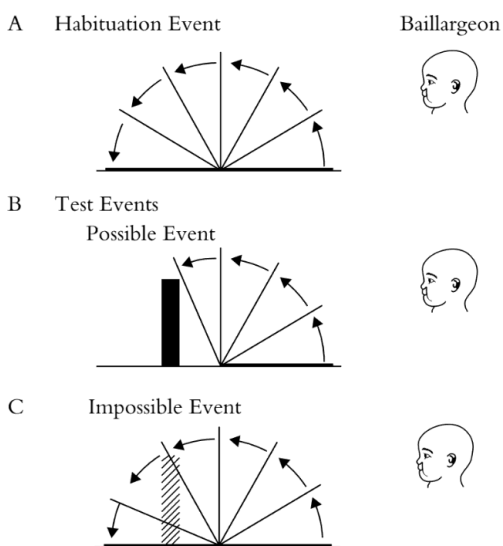 A Habituation Event Baillargeon
B Test Events
Possible Event
C Impossible Event